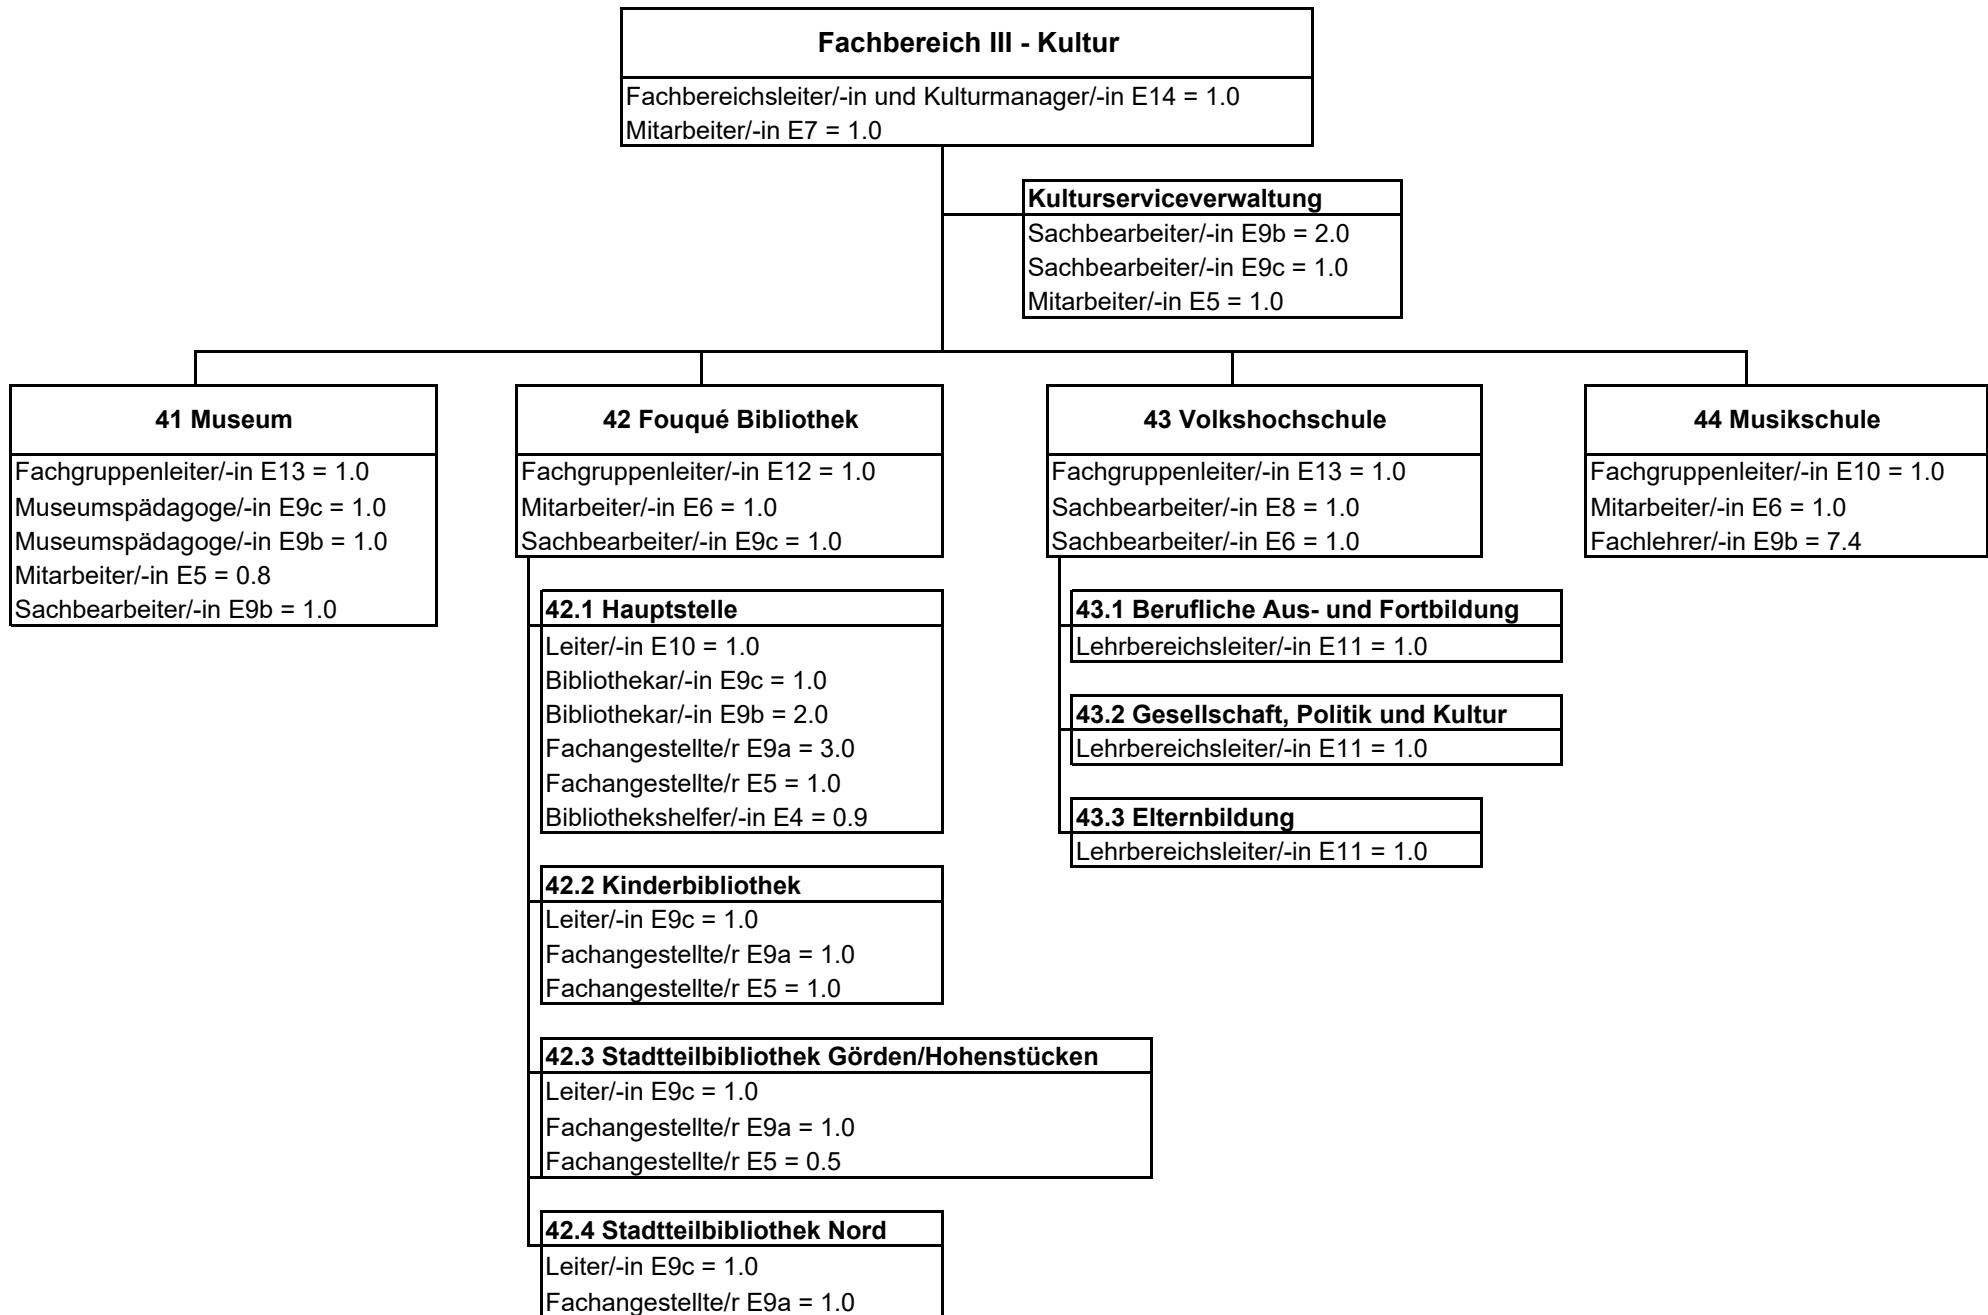 Fachbereich III - Kultur
Fachbereichsleiter/-in und Kulturmanager/-in E14 = 1.0
Mitarbeiter/-in E7 = 1.0
Kulturserviceverwaltung
Sachbearbeiter/-in E9b = 2.0
Sachbearbeiter/-in E9c = 1.0
Mitarbeiter/-in E5 = 1.0
41 Museum
Fachgruppenleiter/-in E13 = 1.0
Museumspädagoge/-in E9c = 1.0
Museumspädagoge/-in E9b = 1.0
Mitarbeiter/-in E5 = 0.8
Sachbearbeiter/-in E9b = 1.0
42 Fouqué Bibliothek
Fachgruppenleiter/-in E12 = 1.0
Mitarbeiter/-in E6 = 1.0
Sachbearbeiter/-in E9c = 1.0
42.1 Hauptstelle
Leiter/-in E10 = 1.0
Bibliothekar/-in E9c = 1.0
Bibliothekar/-in E9b = 2.0
Fachangestellte/r E9a = 3.0
Fachangestellte/r E5 = 1.0
Bibliothekshelfer/-in E4 = 0.9
42.2 Kinderbibliothek
Leiter/-in E9c = 1.0
Fachangestellte/r E9a = 1.0
Fachangestellte/r E5 = 1.0
42.3 Stadtteilbibliothek Görden/Hohenstücken
Leiter/-in E9c = 1.0
Fachangestellte/r E9a = 1.0
Fachangestellte/r E5 = 0.5
42.4 Stadtteilbibliothek Nord
Leiter/-in E9c = 1.0
Fachangestellte/r E9a = 1.0
43 Volkshochschule
Fachgruppenleiter/-in E13 = 1.0
Sachbearbeiter/-in E8 = 1.0
Sachbearbeiter/-in E6 = 1.0
43.1 Berufliche Aus- und Fortbildung
Lehrbereichsleiter/-in E11 = 1.0
43.2 Gesellschaft, Politik und Kultur
Lehrbereichsleiter/-in E11 = 1.0
43.3 Elternbildung
Lehrbereichsleiter/-in E11 = 1.0
44 Musikschule
Fachgruppenleiter/-in E10 = 1.0
Mitarbeiter/-in E6 = 1.0
Fachlehrer/-in E9b = 7.4